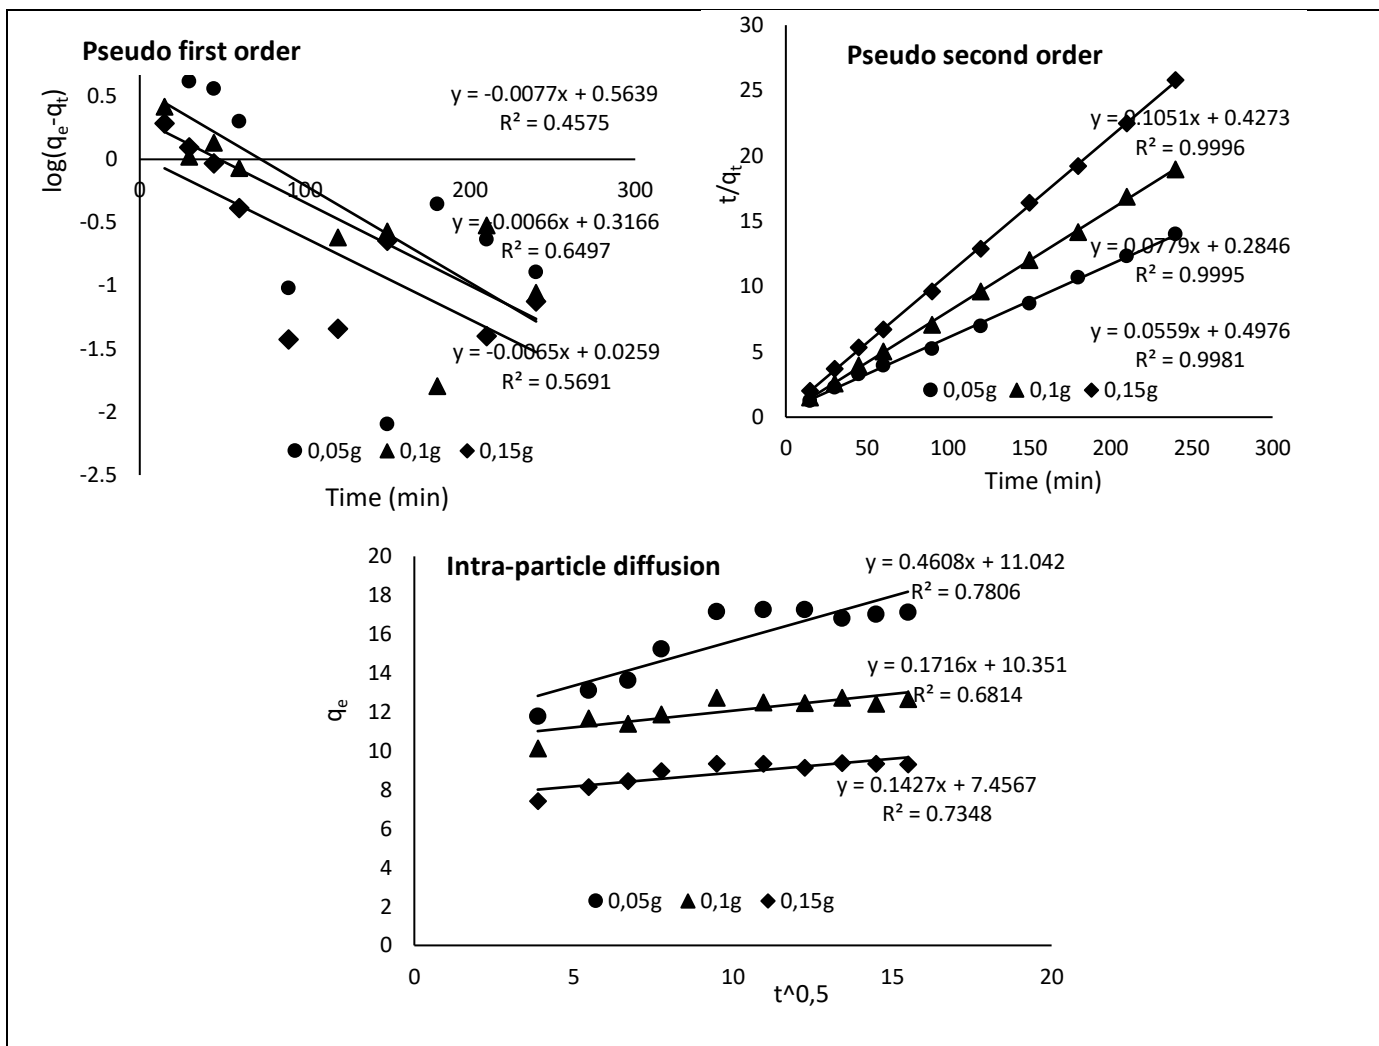 Pseudo first order
log(qe-qt)
0.5
0
-0.5
-1
-1.5
-2
-2.5
0
100
200
300
y = -0.0077x + 0.5639
R² = 0.4575
y = -0.0066x + 0.3166
R² = 0.6497
y = -0.0065x + 0.0259
R² = 0.5691
0,05g 0,1g 0,15g
Time (min)
Pseudo second order
t/qt
30
25
20
15
10
5
0
0 50 100 150 200 250 300
y = 0.1051x + 0.4273
R² = 0.9996
y = 0.0779x + 0.2846
R² = 0.9995
y = 0.0559x + 0.4976
R² = 0.9981
0,05g 0,1g 0,15g
Time (min)
Intra-particle diffusion
qe
20
18
16
14
12
10
8
6
4
2
0
0 5 10 15 20
y = 0.4608x + 11.042
R² = 0.7806
y = 0.1716x + 10.351
R² = 0.6814
y = 0.1427x + 7.4567
R² = 0.7348
0,05g 0,1g 0,15g
t^0,5